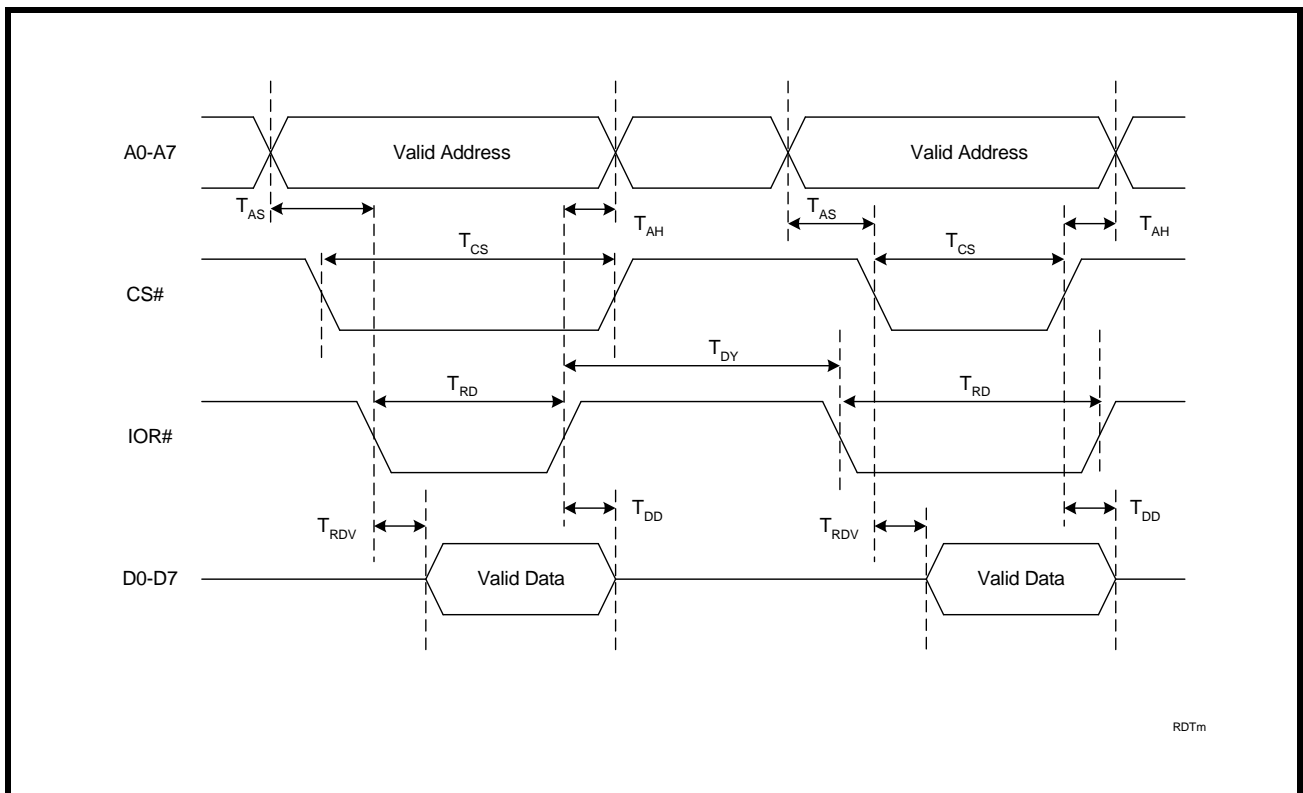 A0-A7
Valid Address
Valid Address
TAS
TAH
TAS
TAH
TCS
TCS
CS#
TDY
TRD
TRD
IOR#
TRDV
TDD
TRDV
TDD
D0-D7
Valid Data
Valid Data
RDTm